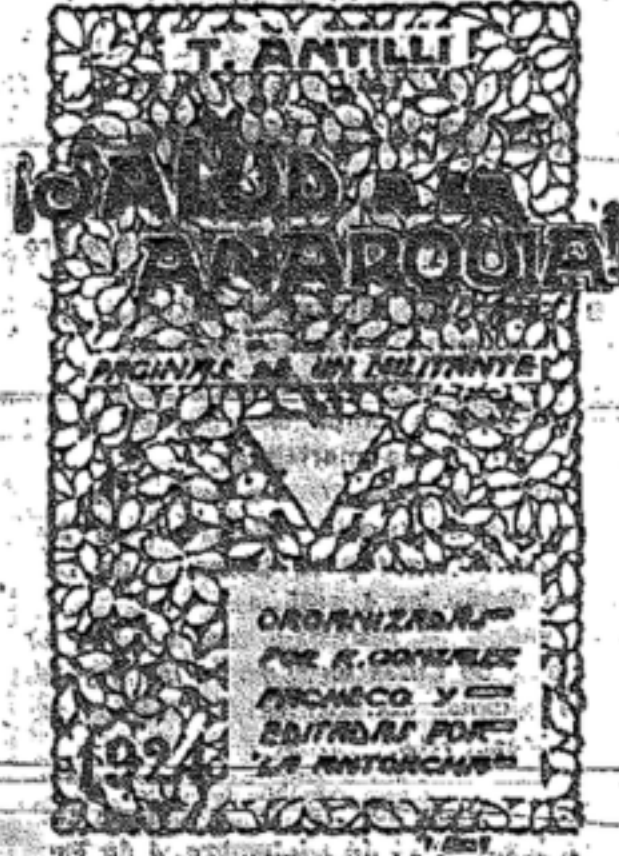 T. ANTILLI
¡SALUD A LA
ANARQUIA!
PAGINAS DE UN MILITANTE
ORGANIZADAS
POR R. GONZALEZ
PACHECO Y
EDITADAS POR
"LA ANTORCHA"
1924